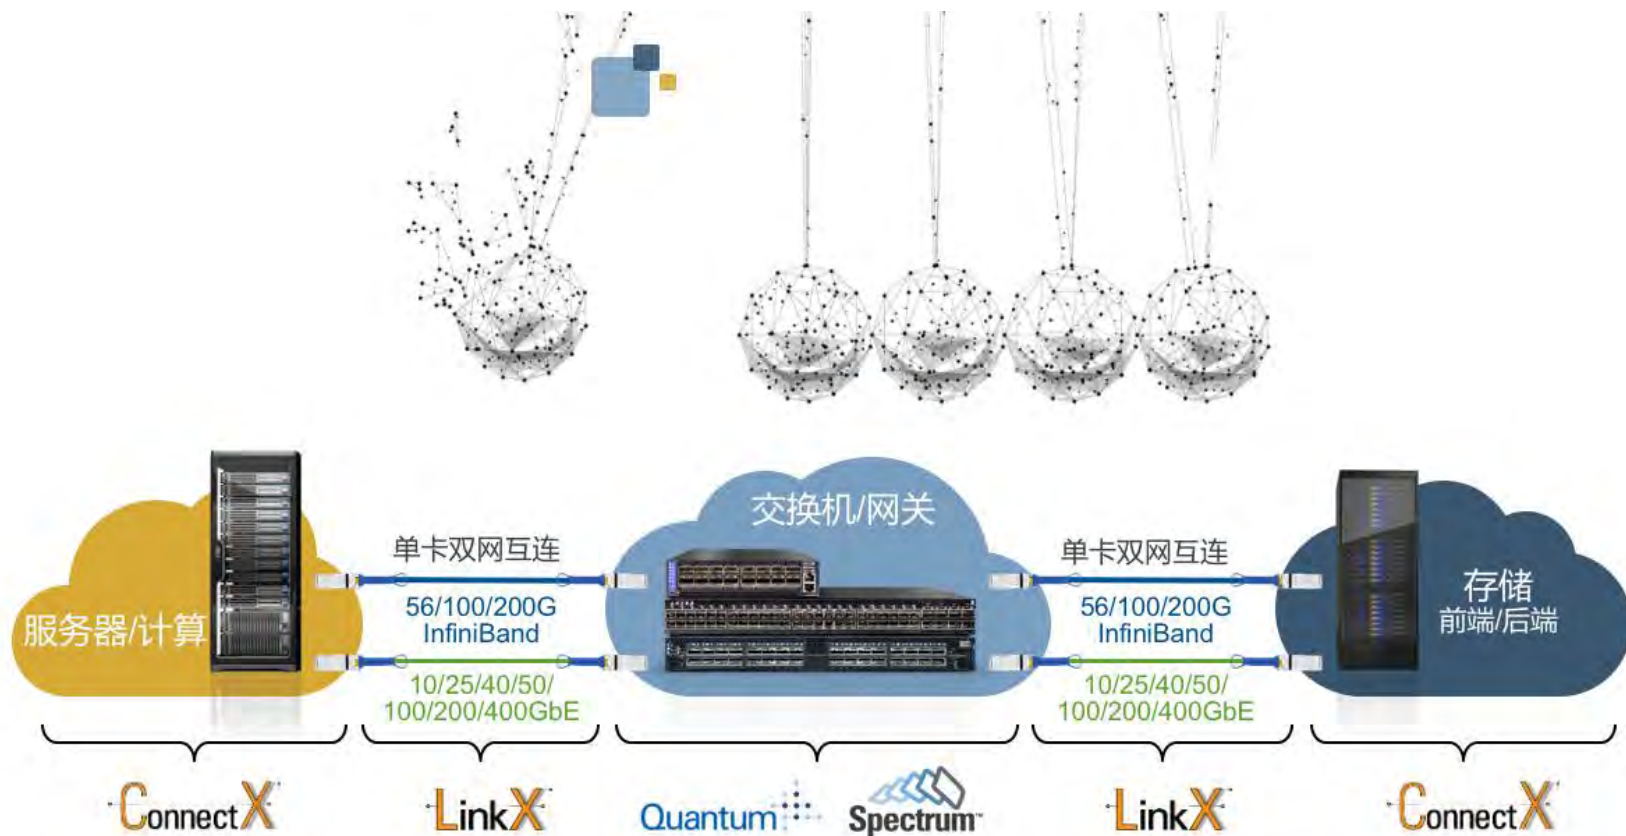 交换机/网关
单卡双网互连
单卡双网互连
56/100/200G
InfiniBand
56/100/200G
InfiniBand
服务器/计算
存储
前端/后端
10/25/40/50/
100/200/400GbE
10/25/40/50/
100/200/400GbE
ConnectX
LinkX
Quantum
Spectrum™
LinkX
ConnectX